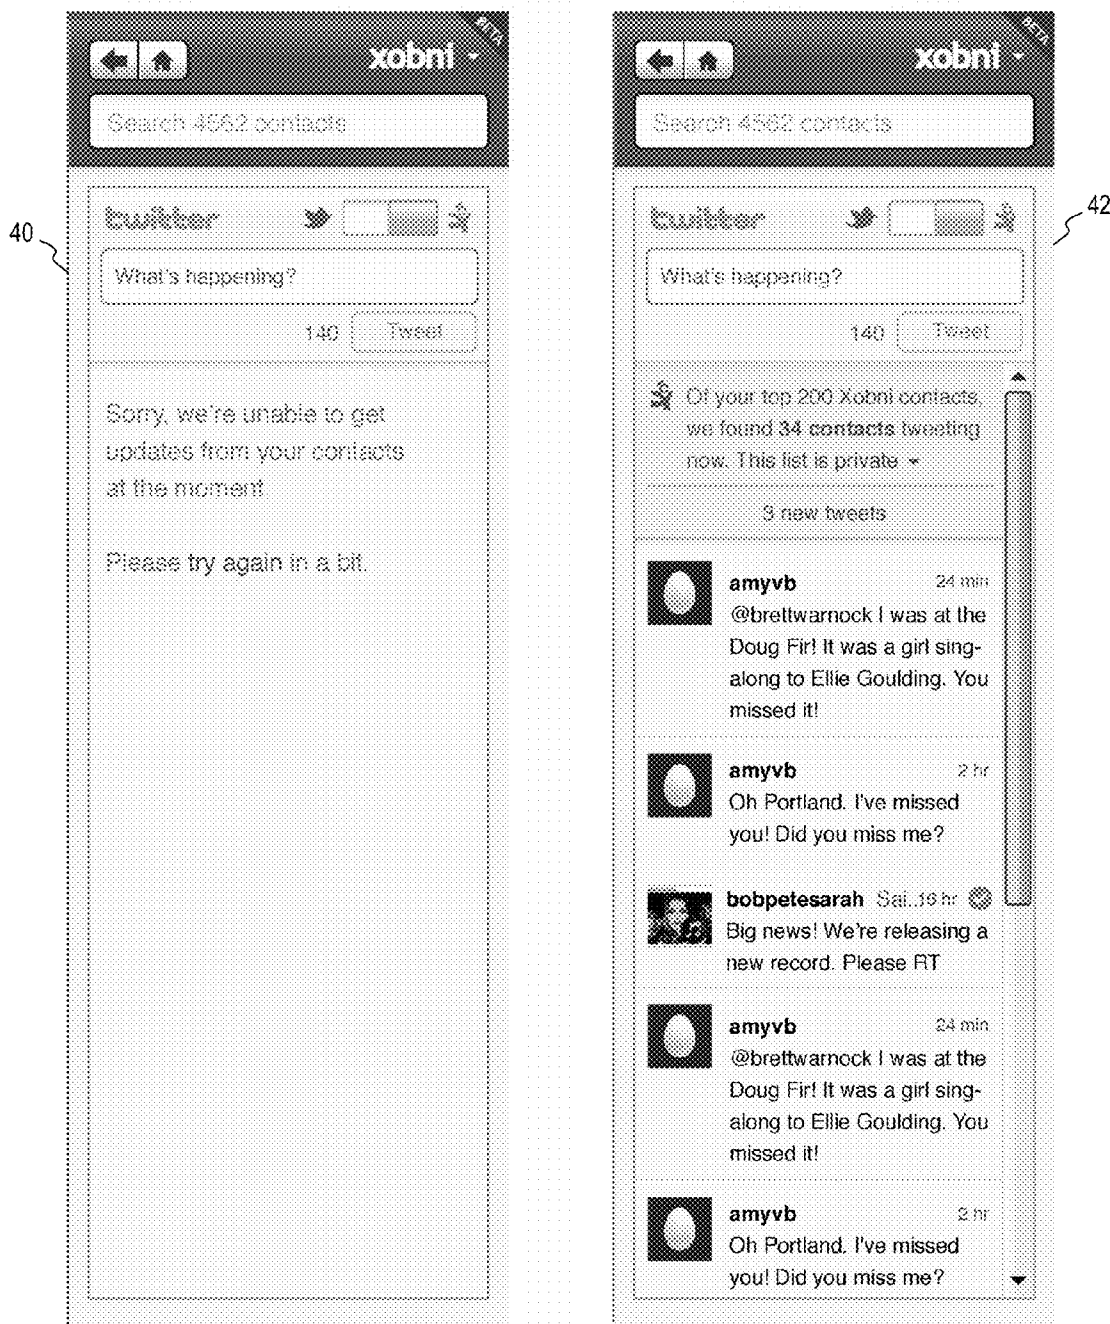 BETA
xobni
Search 4562 contacts
40
twitter
What's happening?
140 Tweet
Sorry, we're unable to get
updates from your contacts
at the moment.
Please try again in a bit.
BETA
xobni
Search 4562 contacts
42
twitter
What's happening?
140 Tweet
Of your top 200 Xobni contacts,
we found 34 contacts tweeting
now. This list is private
3 new tweets
amyvb 24 min
@brettwarnock I was at the
Doug Fir! It was a girl sing-
along to Ellie Goulding. You
missed it!
amyvb 2 hr
Oh Portland. I've missed
you! Did you miss me?
bobpetesarah Sai..16 hr
Big news! We're releasing a
new record. Please RT
amyvb 24 min
@brettwarnock I was at the
Doug Fir! It was a girl sing-
along to Ellie Goulding. You
missed it!
amyvb 2 hr
Oh Portland. I've missed
you! Did you miss me?